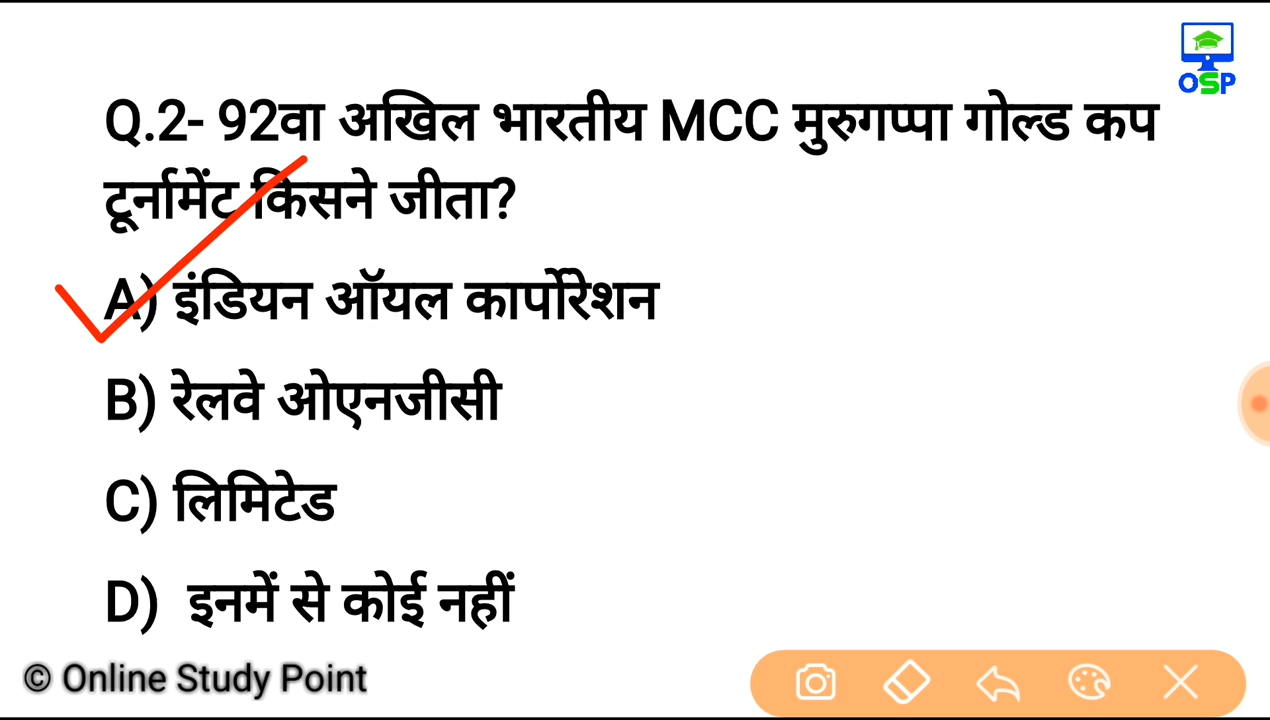 OSP
Q.2- 92वा अखिल भारतीय MCC मुरुगप्पा गोल्ड कप
टूर्नामेंट किसने जीता?
A) इंडियन ऑयल कार्पोरेशन
B) रेलवे ओएनजीसी
C) लिमिटेड
D) इनमें से कोई नहीं
© Online Study Point